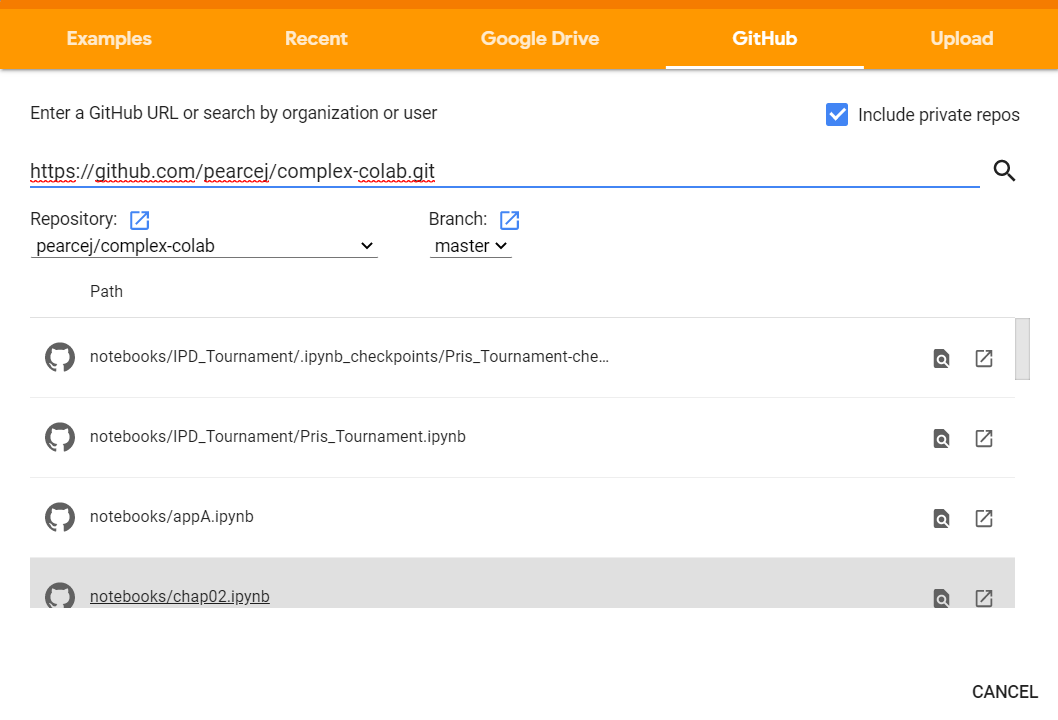 Examples Recent Google Drive GitHub Upload
Enter a GitHub URL or search by organization or user Include private repos
https://github.com/pearcej/complex-colab.git
Repository: Branch:
pearcej/complex-colab master
Path
notebooks/IPD_Tournament/.ipynb_checkpoints/Pris_Tournament-che…
notebooks/IPD_Tournament/Pris_Tournament.ipynb
notebooks/appA.ipynb
notebooks/chap02.ipynb
CANCEL